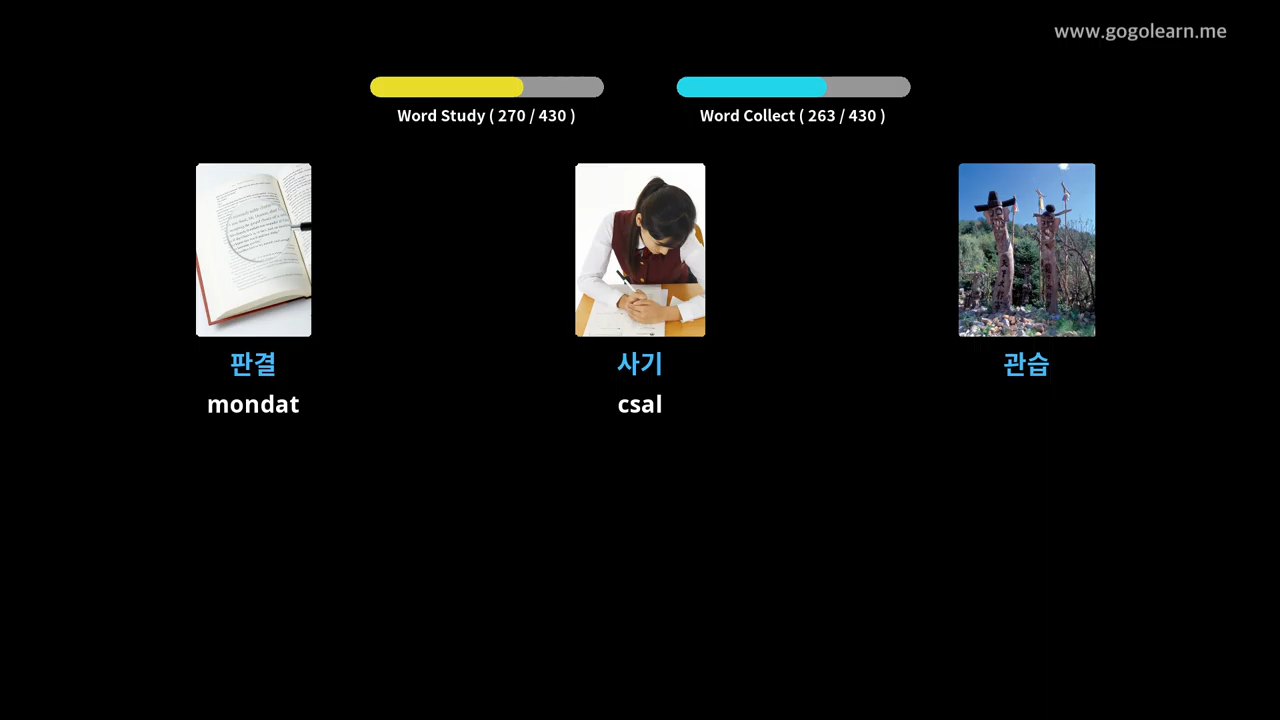 www.gogolearn.me
Word Study ( 270 / 430 )
Word Collect ( 263 / 430 )
판결
사기
관습
mondat
csal